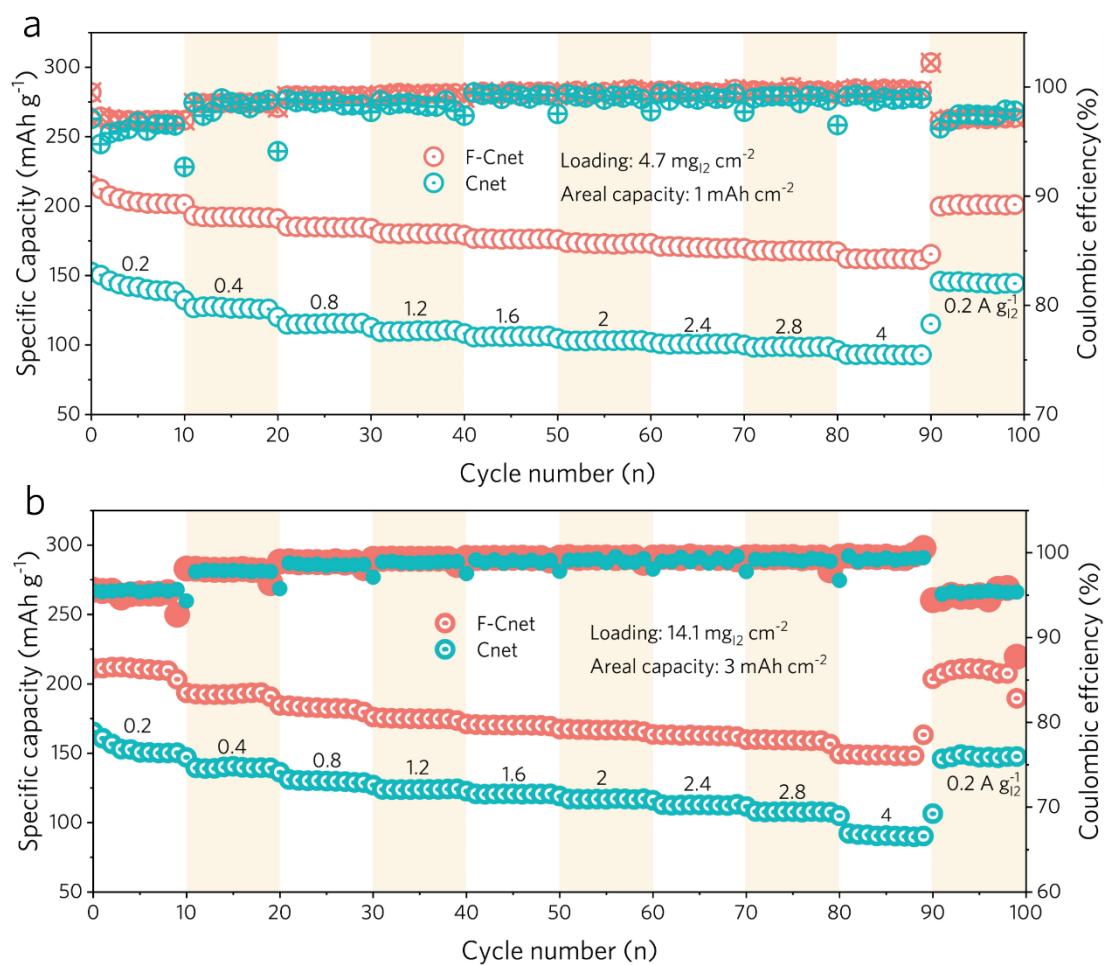 a
300
250
200
150
100
50
100
90
80
70
Specific Capacity (mAh g⁻¹)
Coulombic effciency(%)
F-Cnet
Cnet
Loading: 4.7 mg_I2 cm⁻²
Areal capacity: 1 mAh cm⁻²
0.2
0.4
0.8
1.2
1.6
2
2.4
2.8
4
0.2 A g_I2⁻¹
0 10 20 30 40 50 60 70 80 90 100
Cycle number (n)
b
300
250
200
150
100
50
100
90
80
70
60
Specific capacity (mAh g⁻¹)
Coulombic effciency (%)
F-Cnet
Cnet
Loading: 14.1 mg_I2 cm⁻²
Areal capacity: 3 mAh cm⁻²
0.2
0.4
0.8
1.2
1.6
2
2.4
2.8
4
0.2 A g_I2⁻¹
0 10 20 30 40 50 60 70 80 90 100
Cycle number (n)